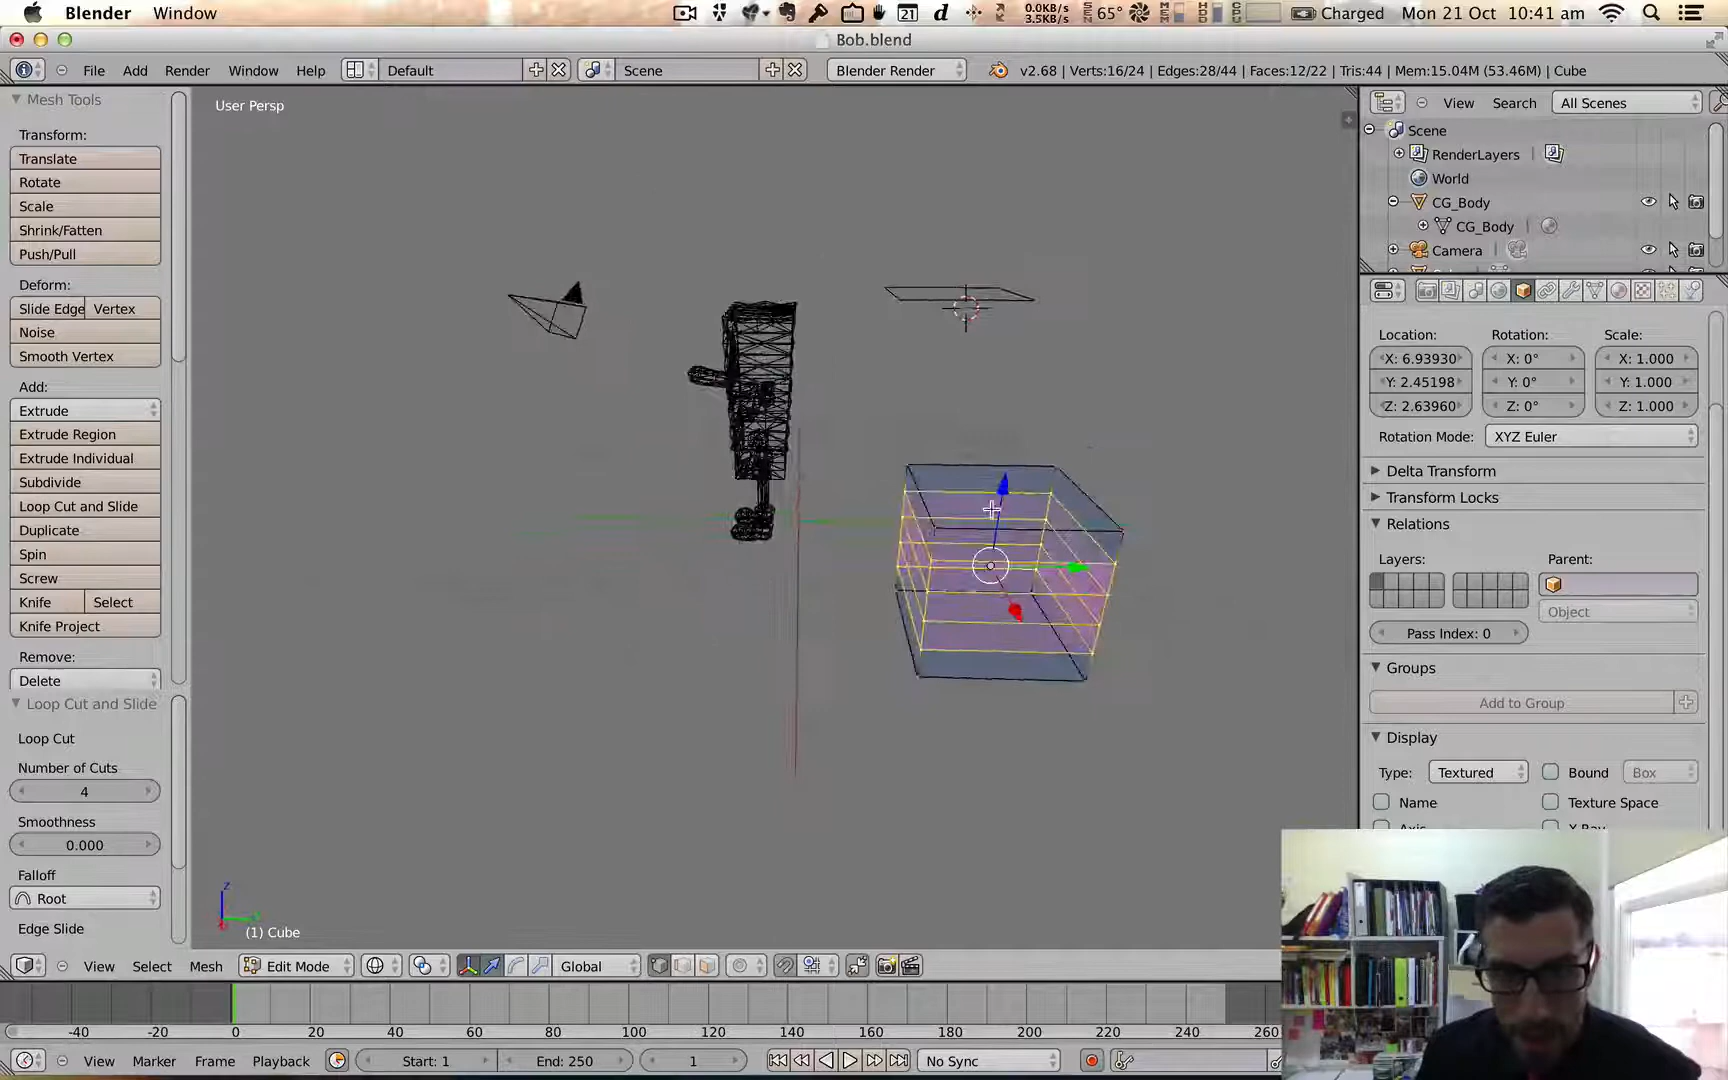 Blender Window
0.0KB/s
3.5KB/s
SEN 65° MEM HDD CPU Charged Mon 21 Oct 10:41 am
21
d
Bob.blend
File Add Render Window Help Default Scene Blender Render v2.68 | Verts:16/24 | Edges:28/44 | Faces:12/22 | Tris:44 | Mem:15.04M (53.46M) | Cube
Mesh Tools
Transform:
Translate
Rotate
Scale
Shrink/Fatten
Push/Pull
Deform:
Slide Edge Vertex
Noise
Smooth Vertex
Add:
Extrude
Extrude Region
Extrude Individual
Subdivide
Loop Cut and Slide
Duplicate
Spin
Screw
Knife Select
Knife Project
Remove:
Delete
Loop Cut and Slide
Loop Cut
Number of Cuts
4
Smoothness
0.000
Falloff
Root
Edge Slide
User Persp
z
(1) Cube
View Search All Scenes
Scene
RenderLayers
World
CG_Body
CG_Body
Camera
Location: Rotation: Scale:
X: 6.93930 X: 0° X: 1.000
Y: 2.45198 Y: 0° Y: 1.000
Z: 2.63960 Z: 0° Z: 1.000
Rotation Mode: XYZ Euler
Delta Transform
Transform Locks
Relations
Layers: Parent:
Object
Pass Index: 0
Groups
Add to Group
Display
Type: Textured Bound Box
Name Texture Space
Axis X-Ray
View Select Mesh Edit Mode Global
-40 -20 0 20 40 60 80 100 120 140 160 180 200 220 240 260
View Marker Frame Playback Start: 1 End: 250 1 No Sync